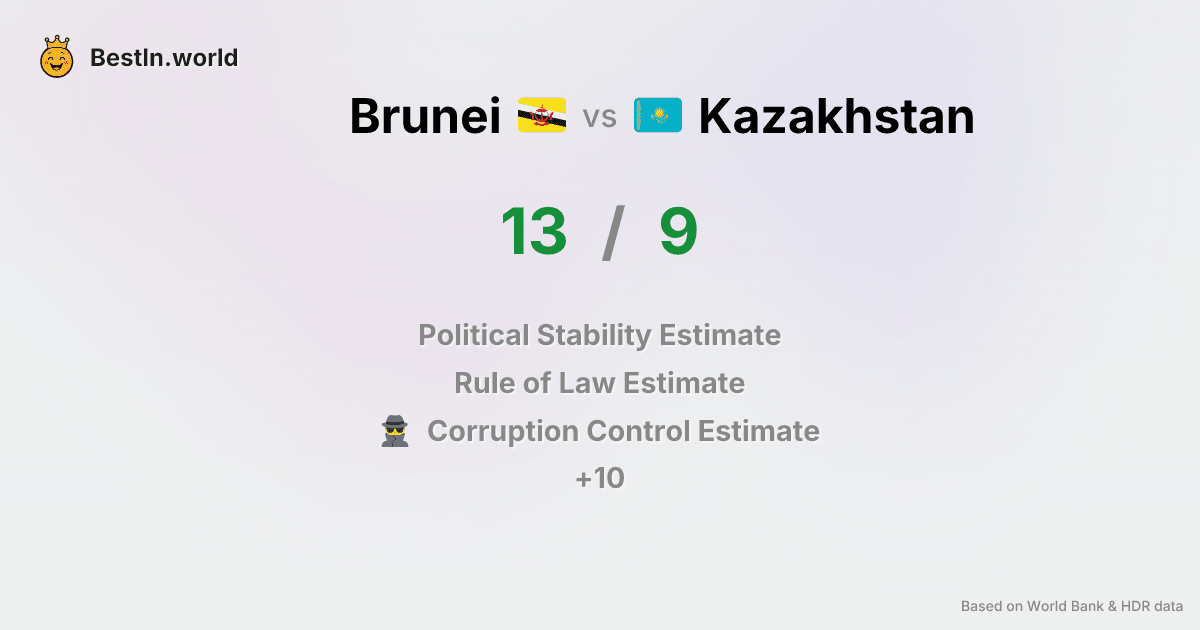 BestIn.world
Brunei vs Kazakhstan
13 / 9
Political Stability Estimate
Rule of Law Estimate
Corruption Control Estimate
+10
Based on World Bank & HDR data